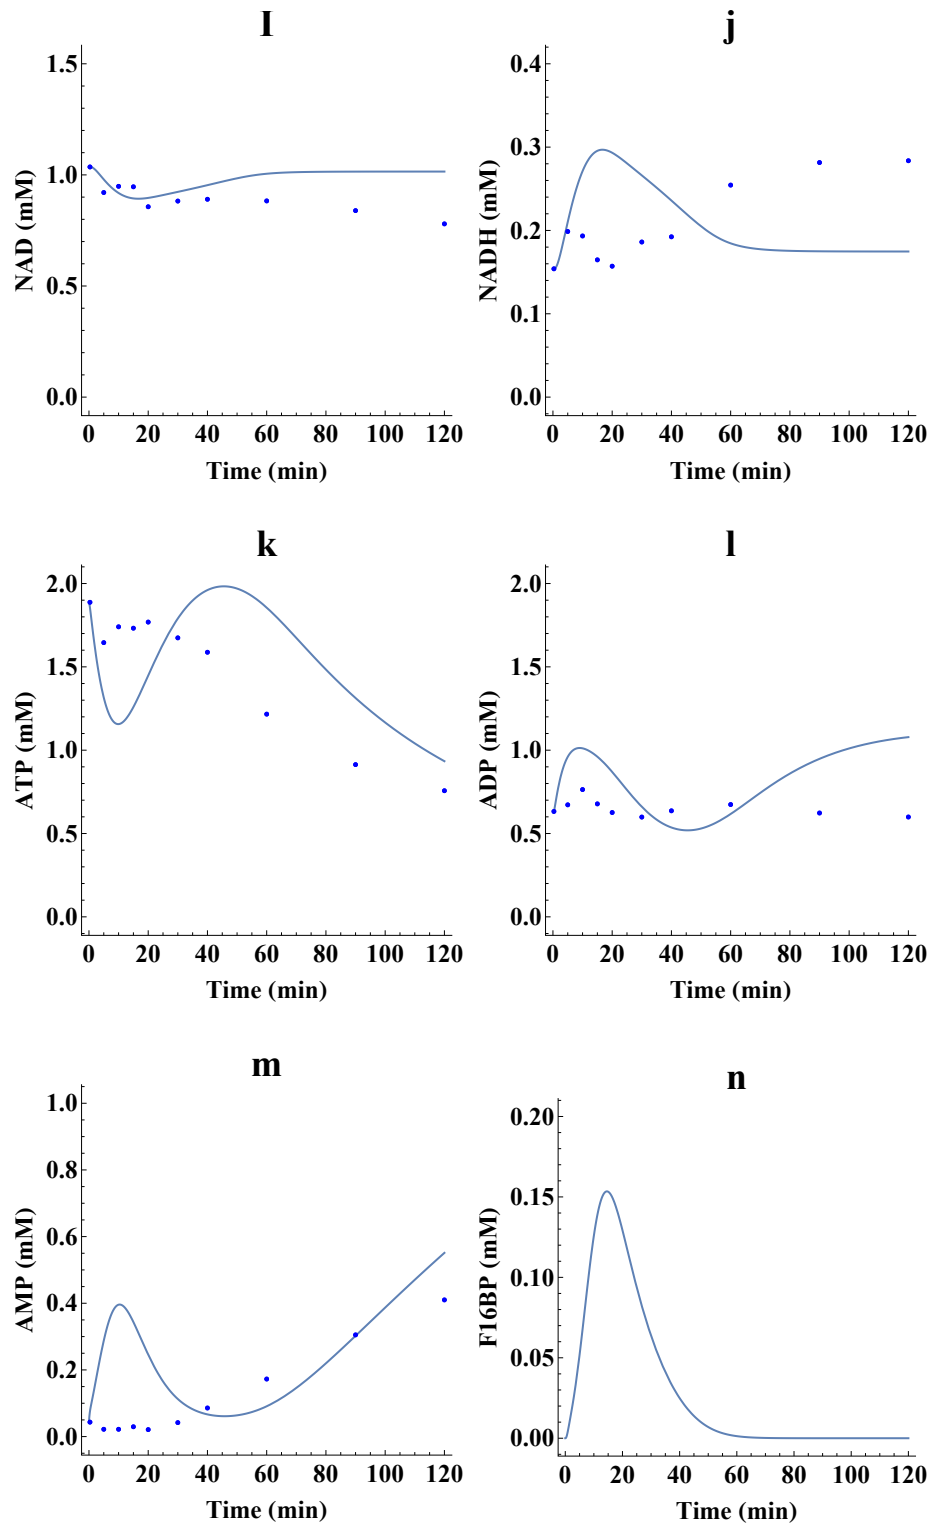 I
NAD (mM)
1.5
1.0
0.5
0.0
0 20 40 60 80 100 120
Time (min)
j
NADH (mM)
0.4
0.3
0.2
0.1
0.0
0 20 40 60 80 100 120
Time (min)
k
ATP (mM)
2.0
1.5
1.0
0.5
0.0
0 20 40 60 80 100 120
Time (min)
l
ADP (mM)
2.0
1.5
1.0
0.5
0.0
0 20 40 60 80 100 120
Time (min)
m
AMP (mM)
1.0
0.8
0.6
0.4
0.2
0.0
0 20 40 60 80 100 120
Time (min)
n
F16BP (mM)
0.20
0.15
0.10
0.05
0.00
0 20 40 60 80 100 120
Time (min)